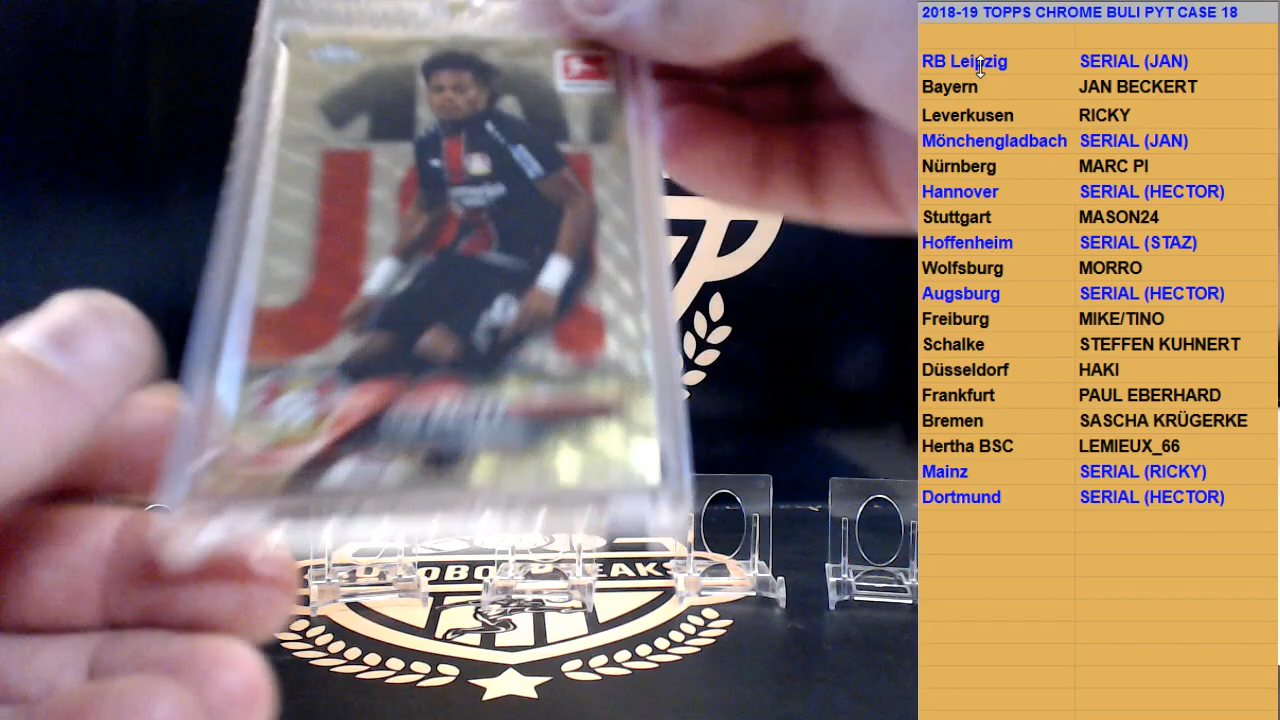 2018-19 TOPPS CHROME BULI PYT CASE 18
RB Leipzig SERIAL (JAN)
Bayern JAN BECKERT
Leverkusen RICKY
Mönchengladbach SERIAL (JAN)
Nürnberg MARC PI
Hannover SERIAL (HECTOR)
Stuttgart MASON24
Hoffenheim SERIAL (STAZ)
Wolfsburg MORRO
Augsburg SERIAL (HECTOR)
Freiburg MIKE/TINO
Schalke STEFFEN KUHNERT
Düsseldorf HAKI
Frankfurt PAUL EBERHARD
Bremen SASCHA KRÜGERKE
Hertha BSC LEMIEUX_66
Mainz SERIAL (RICKY)
Dortmund SERIAL (HECTOR)